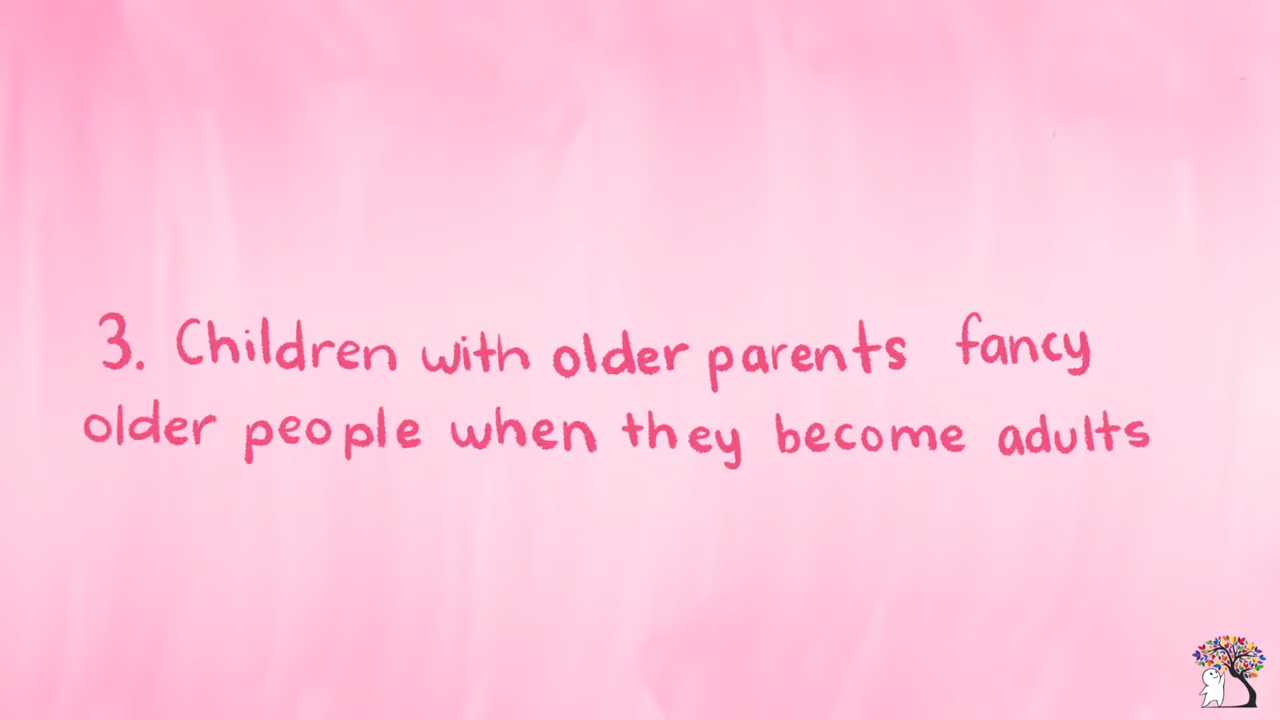 3. Children with older parents fancy
older people when they become adults